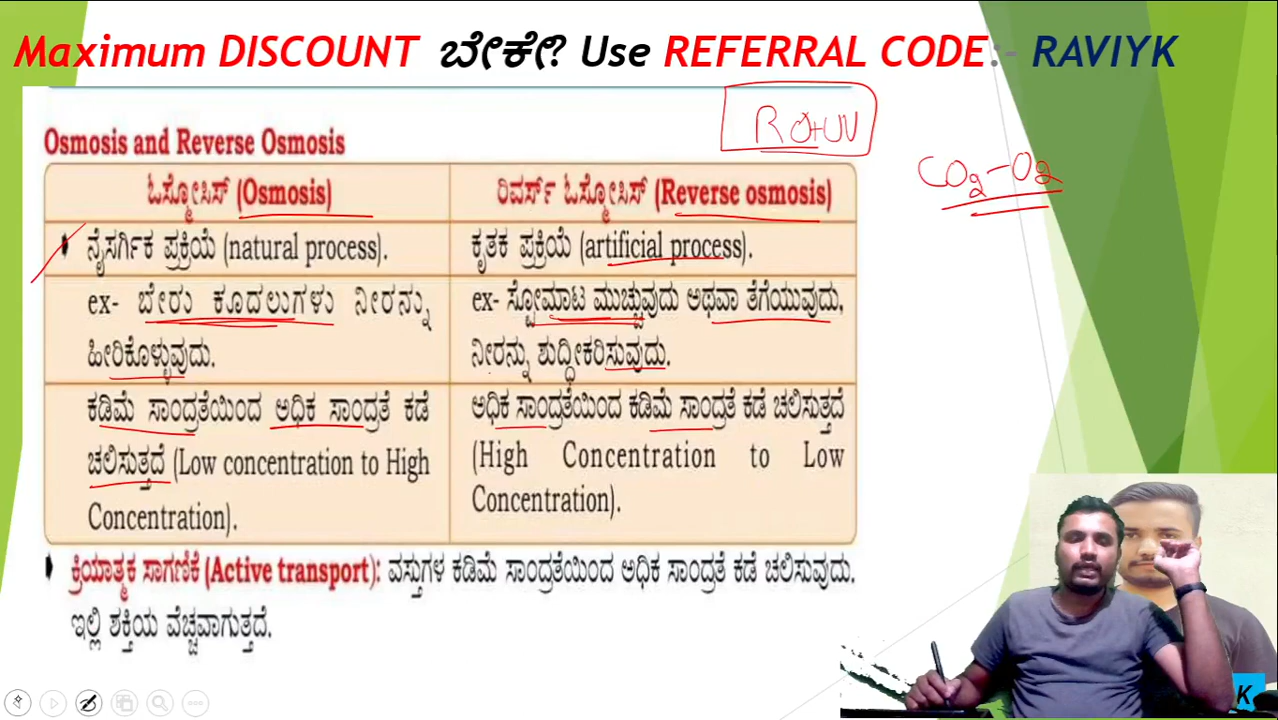 Maximum DISCOUNT ಬೇಕೇ? Use REFERRAL CODE:- RAVIYK
RO+UV
CO2-O2
Osmosis and Reverse Osmosis
ಓಸ್ಮೋಸಿಸ್ (Osmosis)
ರಿವರ್ಸ್ ಓಸ್ಮೋಸಿಸ್ (Reverse osmosis)
ನೈಸರ್ಗಿಕ ಪ್ರಕ್ರಿಯೆ (natural process).
ಕೃತಕ ಪ್ರಕ್ರಿಯೆ (artificial process).
ex- ಬೇರು ಕೂದಲುಗಳು ನೀರನ್ನು
ಹೀರಿಕೊಳ್ಳುವುದು.
ex- ಸ್ಟೋಮಾಟ ಮುಚ್ಚುವುದು ಅಥವಾ ತೆಗೆಯುವುದು,
ನೀರನ್ನು ಶುದ್ಧೀಕರಿಸುವುದು.
ಕಡಿಮೆ ಸಾಂದ್ರತೆಯಿಂದ ಅಧಿಕ ಸಾಂದ್ರತೆ ಕಡೆ
ಚಲಿಸುತ್ತದೆ (Low concentration to High
Concentration).
ಅಧಿಕ ಸಾಂದ್ರತೆಯಿಂದ ಕಡಿಮೆ ಸಾಂದ್ರತೆ ಕಡೆ ಚಲಿಸುತ್ತದೆ
(High Concentration to Low
Concentration).
ಕ್ರಿಯಾತ್ಮಕ ಸಾಗಣಿಕೆ (Active transport): ವಸ್ತುಗಳ ಕಡಿಮೆ ಸಾಂದ್ರತೆಯಿಂದ ಅಧಿಕ ಸಾಂದ್ರತೆ ಕಡೆ ಚಲಿಸುವುದು.
ಇಲ್ಲಿ ಶಕ್ತಿಯ ವೆಚ್ಚವಾಗುತ್ತದೆ.
K